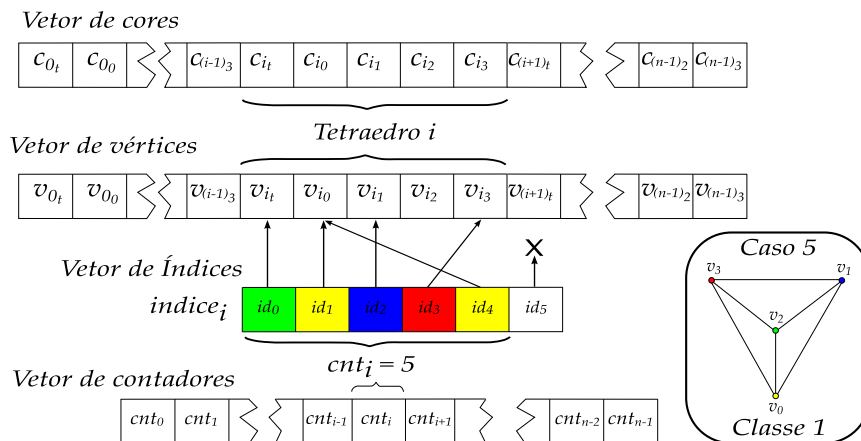 Vetor de cores
c0t c00 c(i-1)3 cit ci0 ci1 ci2 ci3 c(i+1)t c(n-1)2 c(n-1)3
Tetraedro i
Vetor de vértices
v0t v00 v(i-1)3 vit vi0 vi1 vi2 vi3 v(i+1)t v(n-1)2 v(n-1)3
X
Vetor de Índices
indicei
id0 id1 id2 id3 id4 id5
cnti = 5
Vetor de contadores
cnt0 cnt1 cnti-1 cnti cnti+1 cntn-2 cntn-1
Caso 5
v3 v1
v2
v0
Classe 1